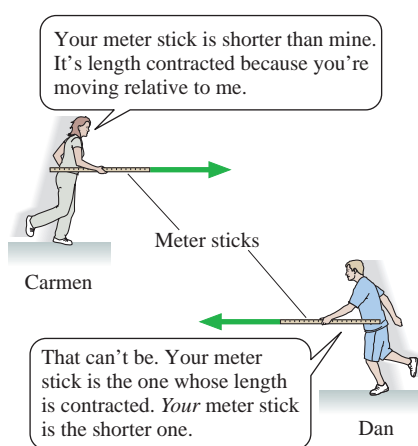 Your meter stick is shorter than mine.
It's length contracted because you're
moving relative to me.
Meter sticks
Carmen
That can't be. Your meter
stick is the one whose length
is contracted. Your meter stick
is the shorter one.
Dan